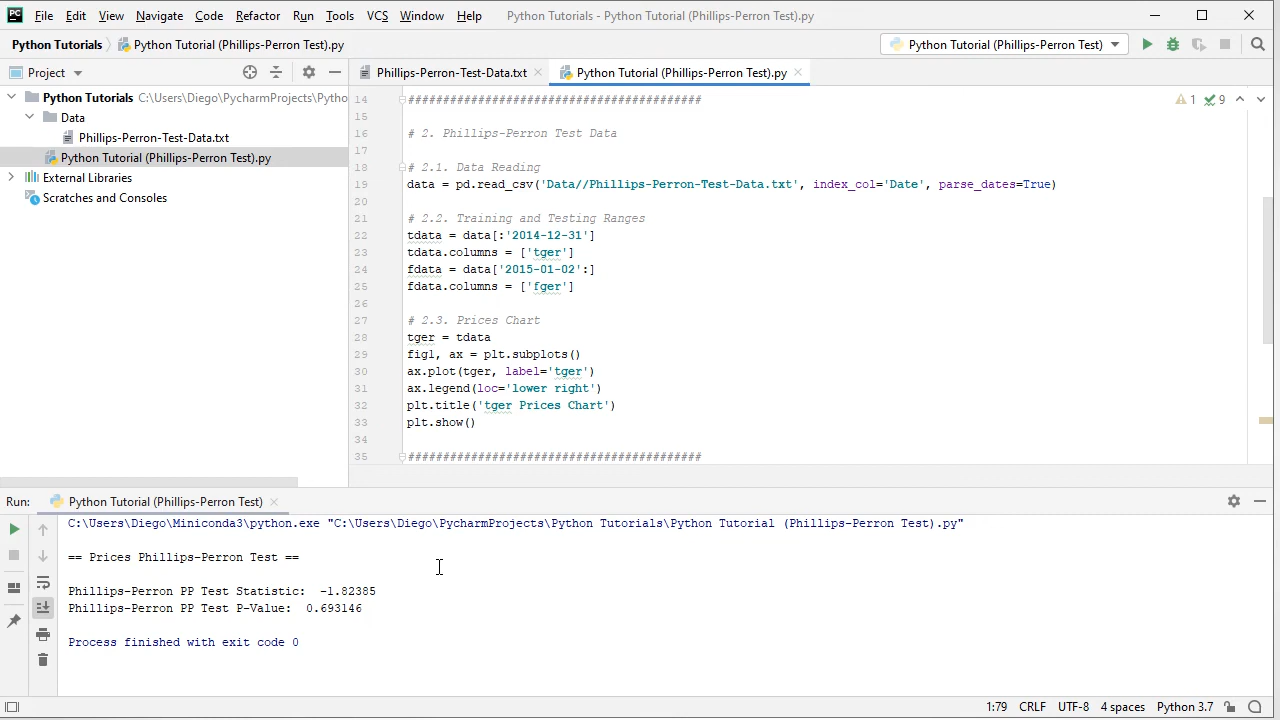 PC File Edit View Navigate Code Refactor Run Tools VCS Window Help Python Tutorials - Python Tutorial (Phillips-Perron Test).py
Python Tutorials Python Tutorial (Phillips-Perron Test).py Python Tutorial (Phillips-Perron Test)
Project Phillips-Perron-Test-Data.txt Python Tutorial (Phillips-Perron Test).py
Python Tutorials C:\Users\Diego\PycharmProjects\Pytho
Data
Phillips-Perron-Test-Data.txt
Python Tutorial (Phillips-Perron Test).py
External Libraries
Scratches and Consoles
1 9
14 ##########################################
15
16 # 2. Phillips-Perron Test Data
17
18 # 2.1. Data Reading
19 data = pd.read_csv('Data//Phillips-Perron-Test-Data.txt', index_col='Date', parse_dates=True)
20
21 # 2.2. Training and Testing Ranges
22 tdata = data[:'2014-12-31']
23 tdata.columns = ['tger']
24 fdata = data['2015-01-02':]
25 fdata.columns = ['fger']
26
27 # 2.3. Prices Chart
28 tger = tdata
29 fig1, ax = plt.subplots()
30 ax.plot(tger, label='tger')
31 ax.legend(loc='lower right')
32 plt.title('tger Prices Chart')
33 plt.show()
34
35 ##########################################
Run: Python Tutorial (Phillips-Perron Test)
C:\Users\Diego\Miniconda3\python.exe "C:\Users\Diego\PycharmProjects\Python Tutorials\Python Tutorial (Phillips-Perron Test).py"
== Prices Phillips-Perron Test ==
Phillips-Perron PP Test Statistic: -1.82385
Phillips-Perron PP Test P-Value: 0.693146
Process finished with exit code 0
1:79 CRLF UTF-8 4 spaces Python 3.7